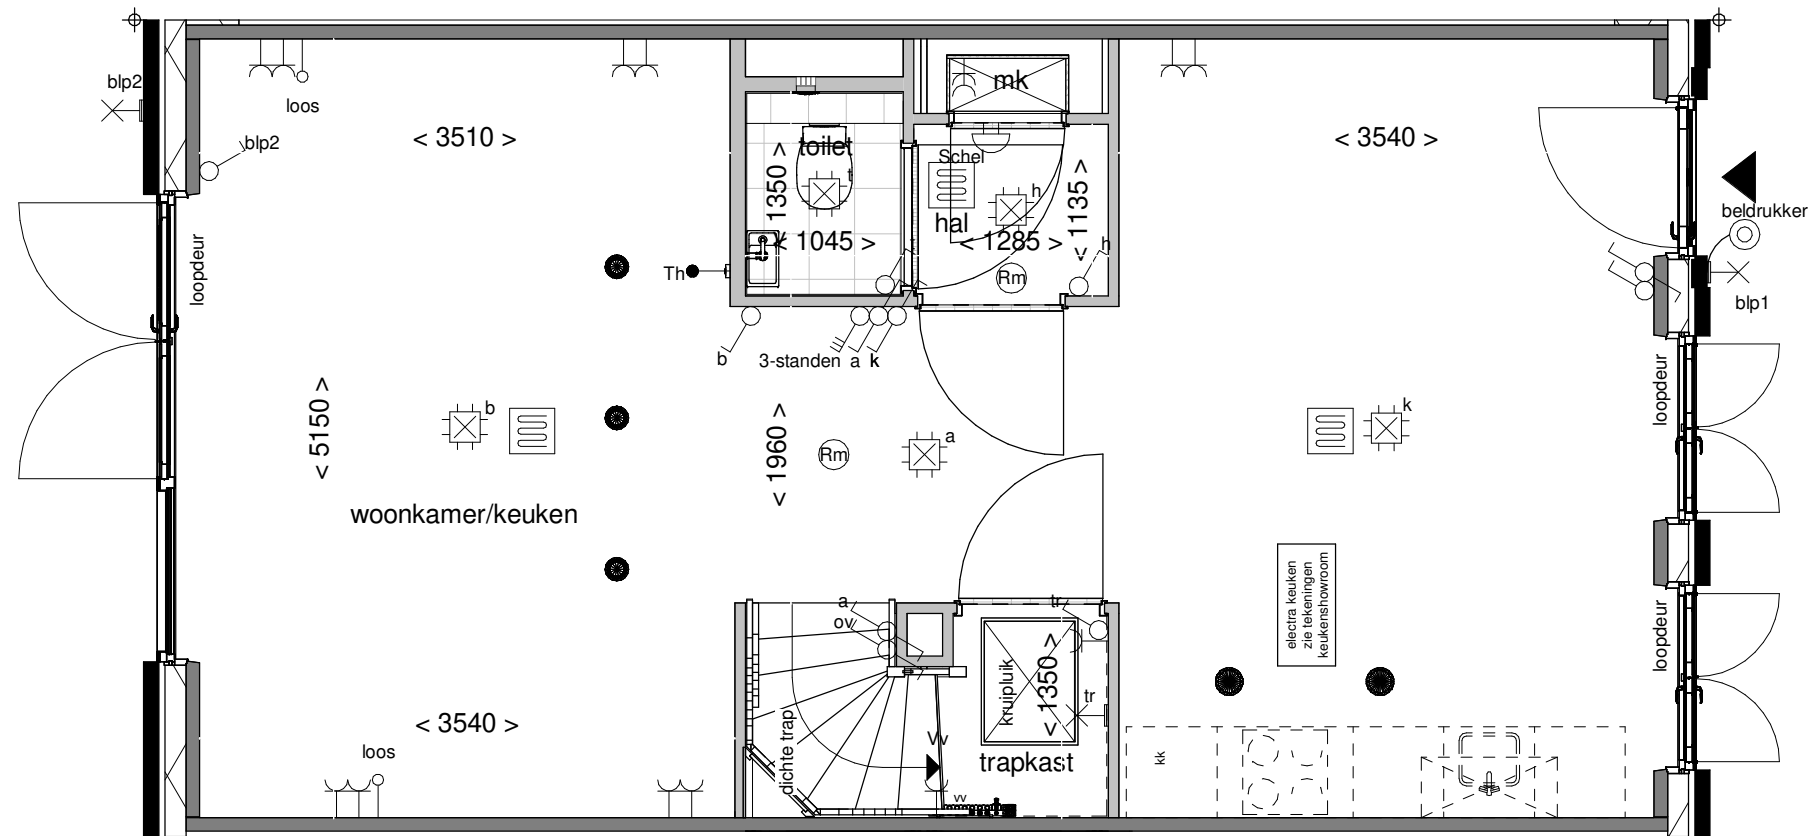 blp2
loos
< 3510 >
blp2
loopdeur
< 5150 >
b
woonkamer/keuken
< 3540 >
loos
Th
b
3-standen
a
k
toilet
t
< 1350 >
< 1045 >
t
mk
Schel
h
hal
< 1285 >
< 1135 >
h
Rm
< 1960 >
Rm
a
a
ov
dichte trap
Vv
vv
tr
kruipluik
< 1350 >
tr
trapkast
< 3540 >
k
electra keuken
zie tekeningen
keukenshowroom
kk
beldrukker
blp1
loopdeur
loopdeur